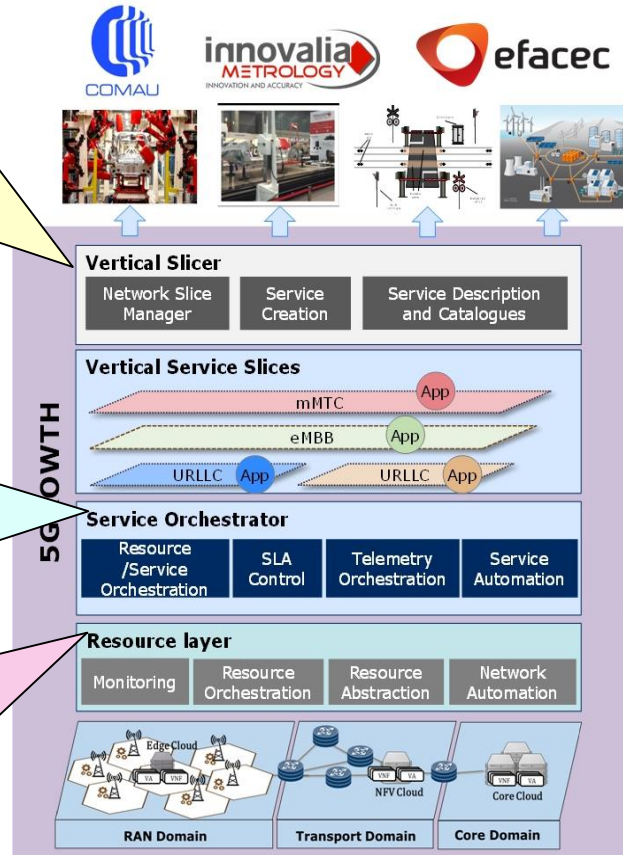 COMAU
innovalia
METROLOGY
INNOVATION AND ACCURACY
efacec
5GROWTH
Vertical Slicer
Network Slice
Manager
Service
Creation
Service Description
and Catalogues
Vertical Service Slices
App
mMTC
eMBB
App
URLLC
App
URLLC
App
Service Orchestrator
Resource
/Service
Orchestration
SLA
Control
Telemetry
Orchestration
Service
Automation
Resource layer
Monitoring
Resource
Orchestration
Resource
Abstraction
Network
Automation
Edge Cloud
VA
VNF
VNF
VA
NFV Cloud
VNF
VA
Core Cloud
RAN Domain
Transport Domain
Core Domain